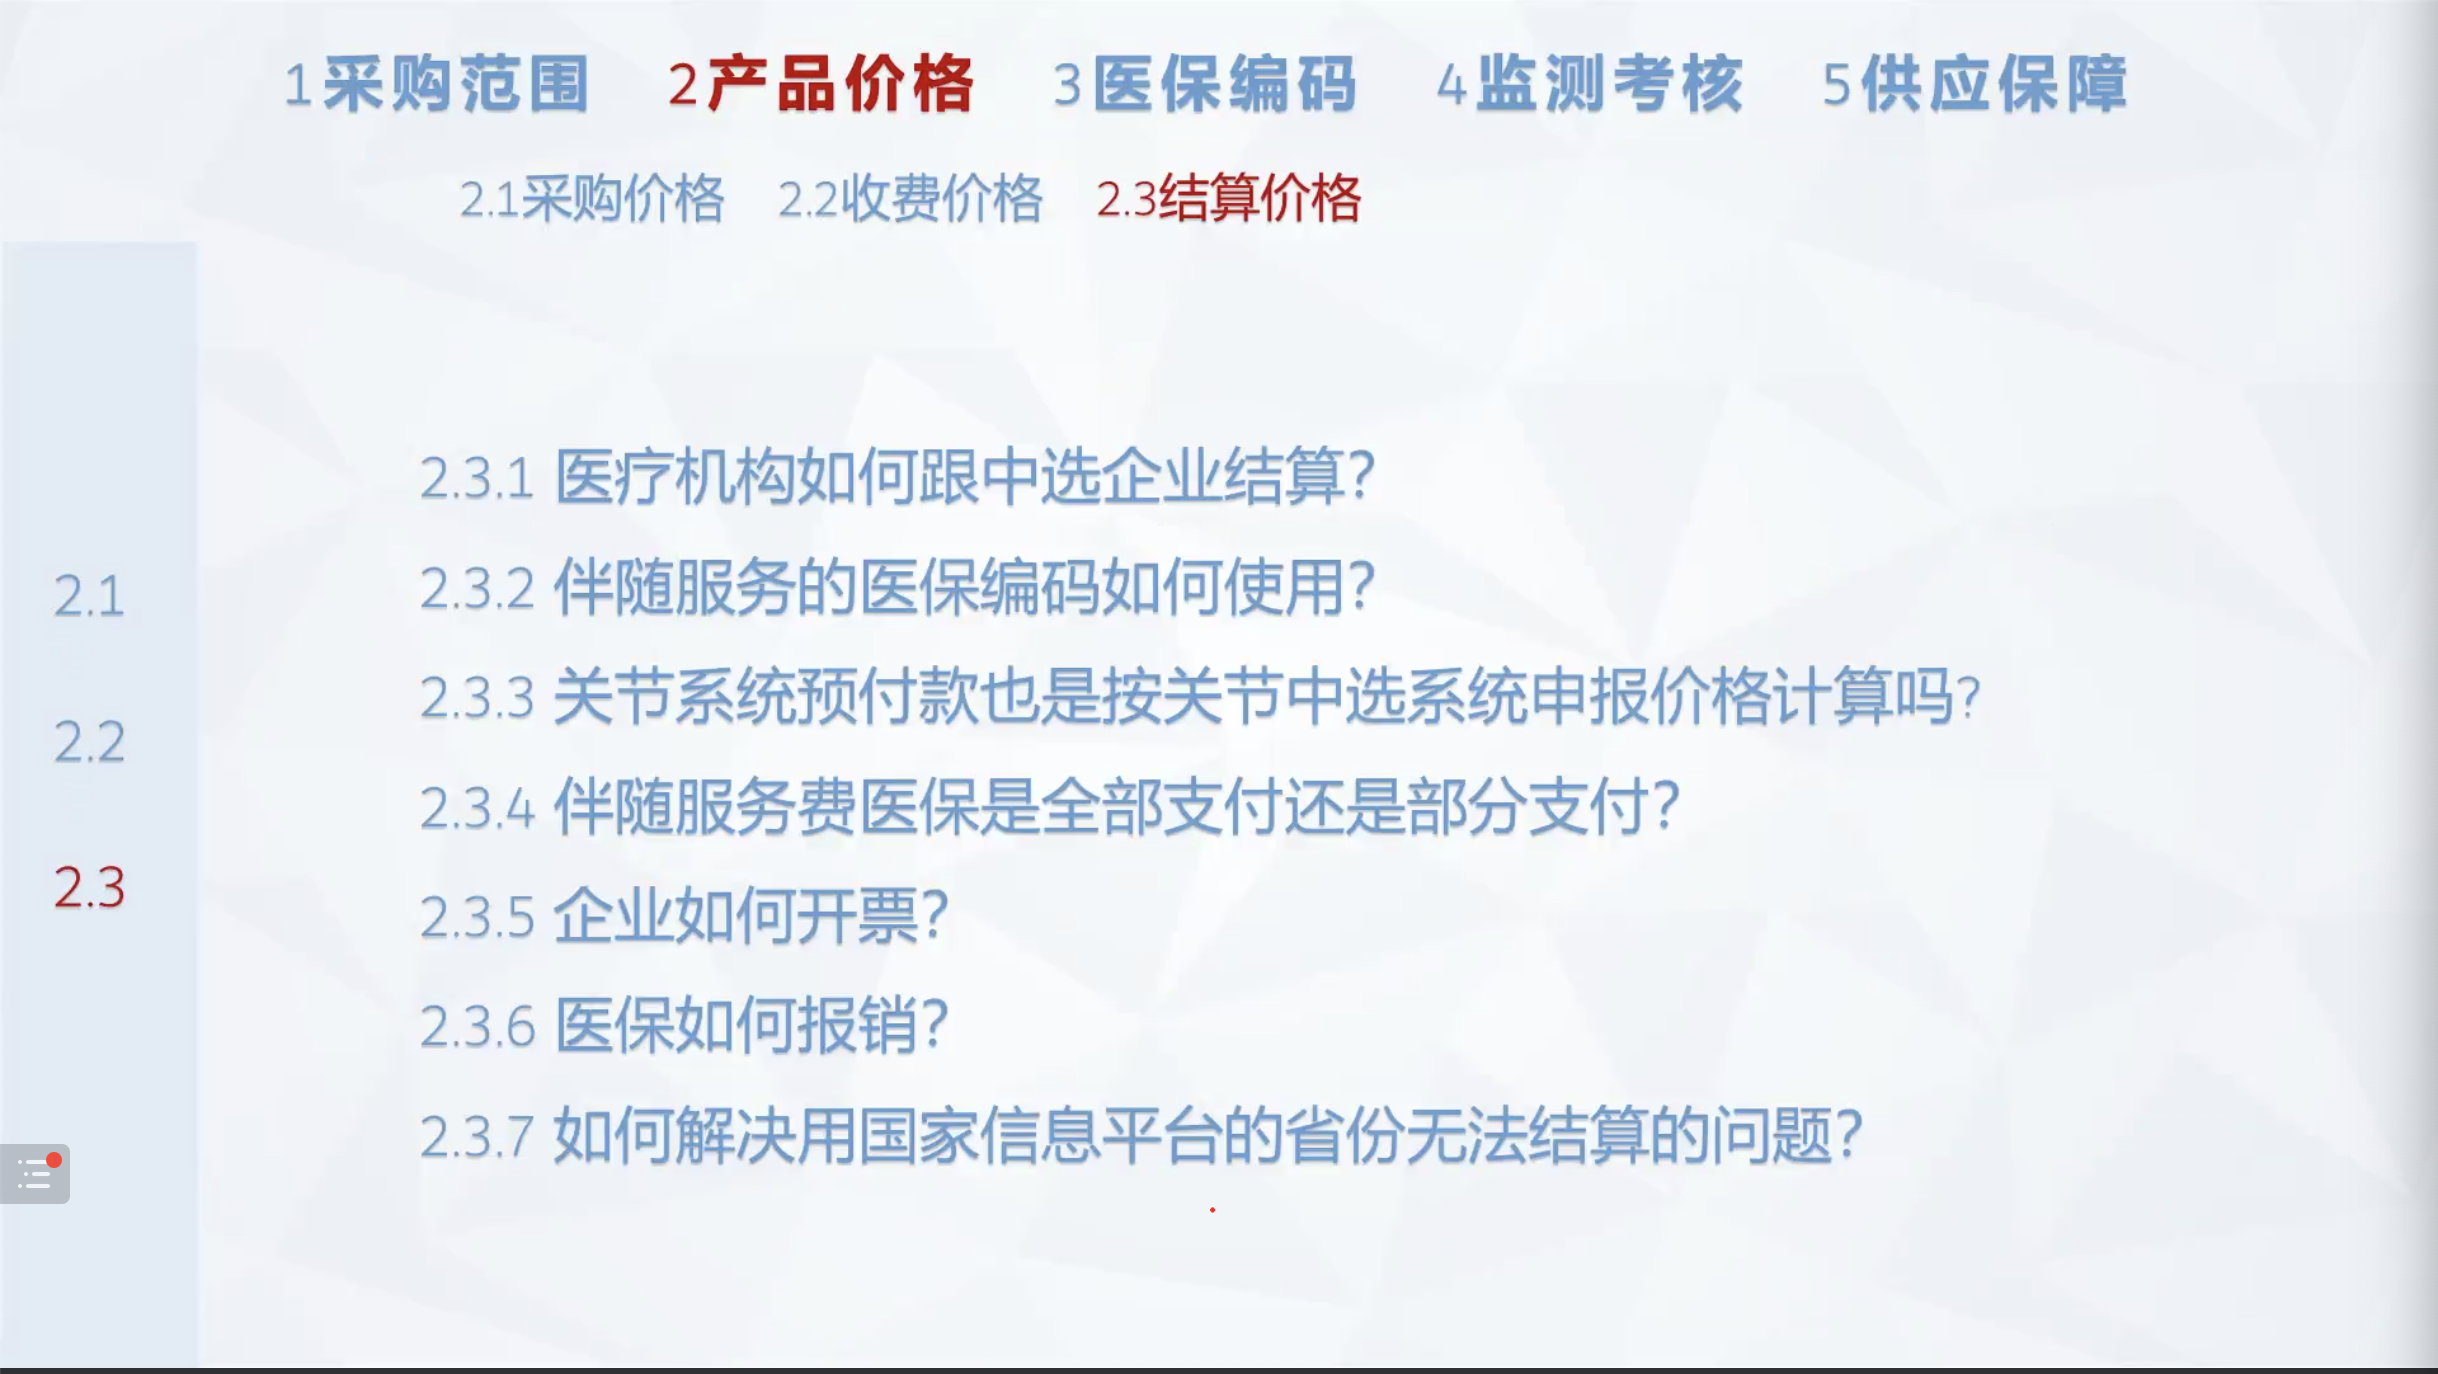 1采购范围 2产品价格 3医保编码 4监测考核 5供应保障
2.1采购价格 2.2收费价格 2.3结算价格
2.1
2.2
2.3
2.3.1 医疗机构如何跟中选企业结算？
2.3.2 伴随服务的医保编码如何使用？
2.3.3 关节系统预付款也是按关节中选系统申报价格计算吗?
2.3.4 伴随服务费医保是全部支付还是部分支付？
2.3.5 企业如何开票？
2.3.6 医保如何报销？
2.3.7 如何解决用国家信息平台的省份无法结算的问题？